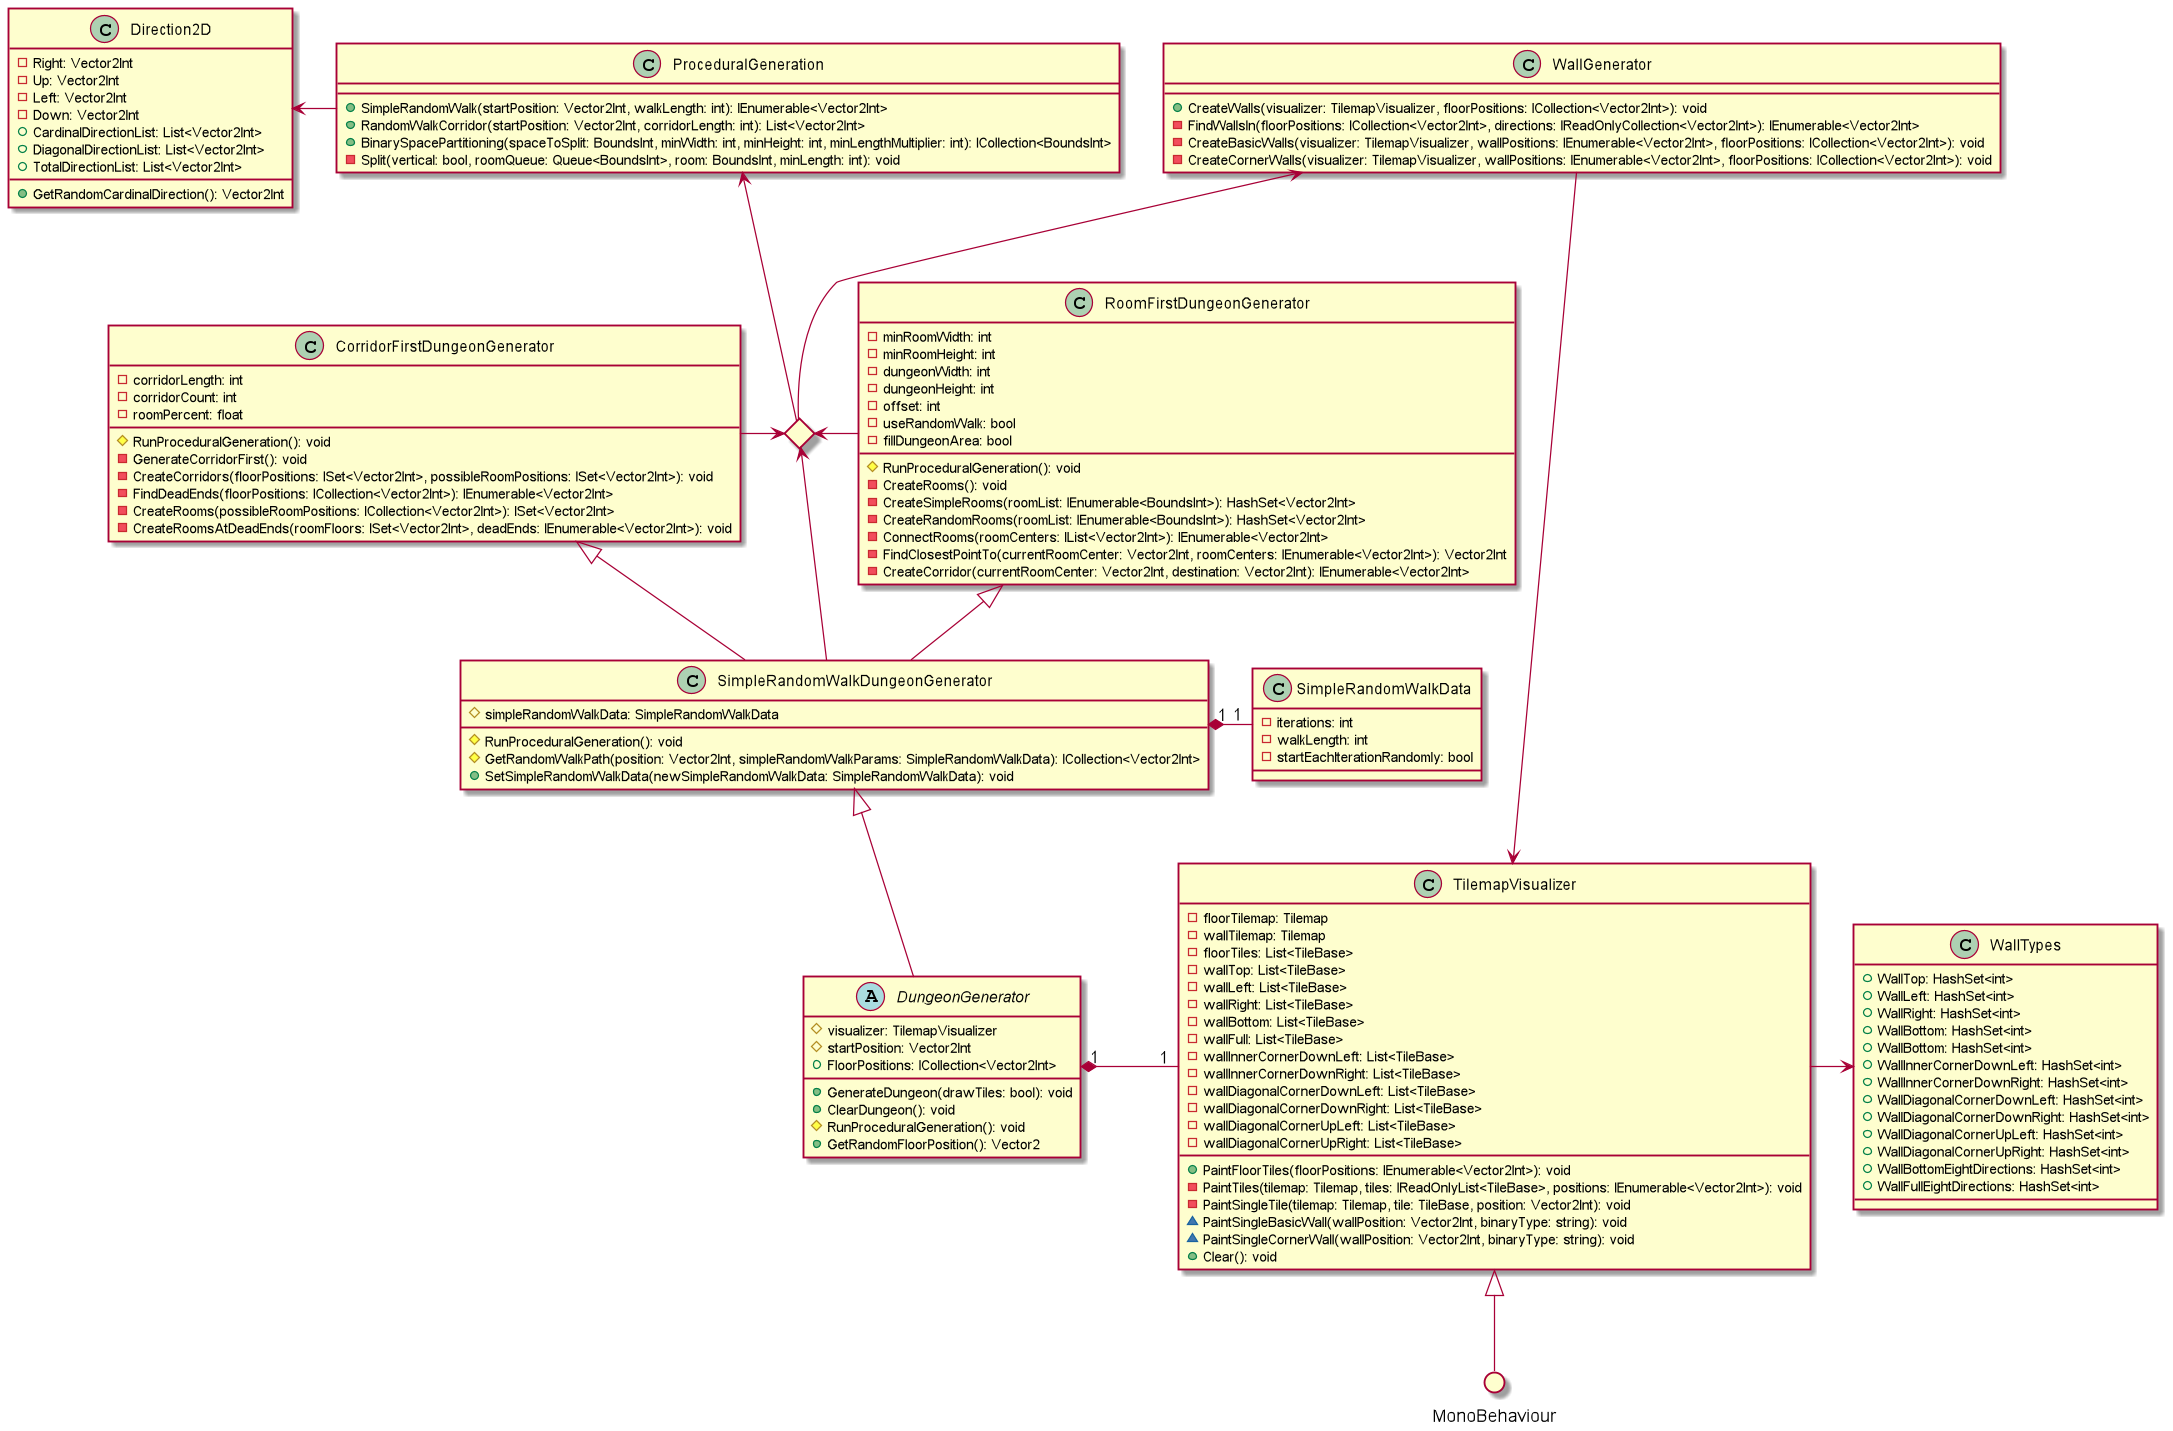 C Direction2D
Right: Vector2Int
Up: Vector2Int
Left: Vector2Int
Down: Vector2Int
CardinalDirectionList: List<Vector2Int>
DiagonalDirectionList: List<Vector2Int>
TotalDirectionList: List<Vector2Int>
GetRandomCardinalDirection(): Vector2Int
C ProceduralGeneration
SimpleRandomWalk(startPosition: Vector2Int, walkLength: int): IEnumerable<Vector2Int>
RandomWalkCorridor(startPosition: Vector2Int, corridorLength: int): List<Vector2Int>
BinarySpacePartitioning(spaceToSplit: BoundsInt, minWidth: int, minHeight: int, minLengthMultiplier: int): ICollection<BoundsInt>
Split(vertical: bool, roomQueue: Queue<BoundsInt>, room: BoundsInt, minLength: int): void
C WallGenerator
CreateWalls(visualizer: TilemapVisualizer, floorPositions: ICollection<Vector2Int>): void
FindWallsIn(floorPositions: ICollection<Vector2Int>, directions: IReadOnlyCollection<Vector2Int>): IEnumerable<Vector2Int>
CreateBasicWalls(visualizer: TilemapVisualizer, wallPositions: IEnumerable<Vector2Int>, floorPositions: ICollection<Vector2Int>): void
CreateCornerWalls(visualizer: TilemapVisualizer, wallPositions: IEnumerable<Vector2Int>, floorPositions: ICollection<Vector2Int>): void
C CorridorFirstDungeonGenerator
corridorLength: int
corridorCount: int
roomPercent: float
RunProceduralGeneration(): void
GenerateCorridorFirst(): void
CreateCorridors(floorPositions: ISet<Vector2Int>, possibleRoomPositions: ISet<Vector2Int>): void
FindDeadEnds(floorPositions: ICollection<Vector2Int>): IEnumerable<Vector2Int>
CreateRooms(possibleRoomPositions: ICollection<Vector2Int>): ISet<Vector2Int>
CreateRoomsAtDeadEnds(roomFloors: ISet<Vector2Int>, deadEnds: IEnumerable<Vector2Int>): void
C RoomFirstDungeonGenerator
minRoomWidth: int
minRoomHeight: int
dungeonWidth: int
dungeonHeight: int
offset: int
useRandomWalk: bool
fillDungeonArea: bool
RunProceduralGeneration(): void
CreateRooms(): void
CreateSimpleRooms(roomList: IEnumerable<BoundsInt>): HashSet<Vector2Int>
CreateRandomRooms(roomList: IEnumerable<BoundsInt>): HashSet<Vector2Int>
ConnectRooms(roomCenters: IList<Vector2Int>): IEnumerable<Vector2Int>
FindClosestPointTo(currentRoomCenter: Vector2Int, roomCenters: IEnumerable<Vector2Int>): Vector2Int
CreateCorridor(currentRoomCenter: Vector2Int, destination: Vector2Int): IEnumerable<Vector2Int>
C SimpleRandomWalkDungeonGenerator
simpleRandomWalkData: SimpleRandomWalkData
RunProceduralGeneration(): void
GetRandomWalkPath(position: Vector2Int, simpleRandomWalkParams: SimpleRandomWalkData): ICollection<Vector2Int>
SetSimpleRandomWalkData(newSimpleRandomWalkData: SimpleRandomWalkData): void
1 1
C SimpleRandomWalkData
iterations: int
walkLength: int
startEachIterationRandomly: bool
A DungeonGenerator
visualizer: TilemapVisualizer
startPosition: Vector2Int
FloorPositions: ICollection<Vector2Int>
GenerateDungeon(drawTiles: bool): void
ClearDungeon(): void
RunProceduralGeneration(): void
GetRandomFloorPosition(): Vector2
1 1
C TilemapVisualizer
floorTilemap: Tilemap
wallTilemap: Tilemap
floorTiles: List<TileBase>
wallTop: List<TileBase>
wallLeft: List<TileBase>
wallRight: List<TileBase>
wallBottom: List<TileBase>
wallFull: List<TileBase>
wallInnerCornerDownLeft: List<TileBase>
wallInnerCornerDownRight: List<TileBase>
wallDiagonalCornerDownLeft: List<TileBase>
wallDiagonalCornerDownRight: List<TileBase>
wallDiagonalCornerUpLeft: List<TileBase>
wallDiagonalCornerUpRight: List<TileBase>
PaintFloorTiles(floorPositions: IEnumerable<Vector2Int>): void
PaintTiles(tilemap: Tilemap, tiles: IReadOnlyList<TileBase>, positions: IEnumerable<Vector2Int>): void
PaintSingleTile(tilemap: Tilemap, tile: TileBase, position: Vector2Int): void
PaintSingleBasicWall(wallPosition: Vector2Int, binaryType: string): void
PaintSingleCornerWall(wallPosition: Vector2Int, binaryType: string): void
Clear(): void
C WallTypes
WallTop: HashSet<int>
WallLeft: HashSet<int>
WallRight: HashSet<int>
WallBottom: HashSet<int>
WallBottom: HashSet<int>
WallInnerCornerDownLeft: HashSet<int>
WallInnerCornerDownRight: HashSet<int>
WallDiagonalCornerDownLeft: HashSet<int>
WallDiagonalCornerDownRight: HashSet<int>
WallDiagonalCornerUpLeft: HashSet<int>
WallDiagonalCornerUpRight: HashSet<int>
WallBottomEightDirections: HashSet<int>
WallFullEightDirections: HashSet<int>
MonoBehaviour